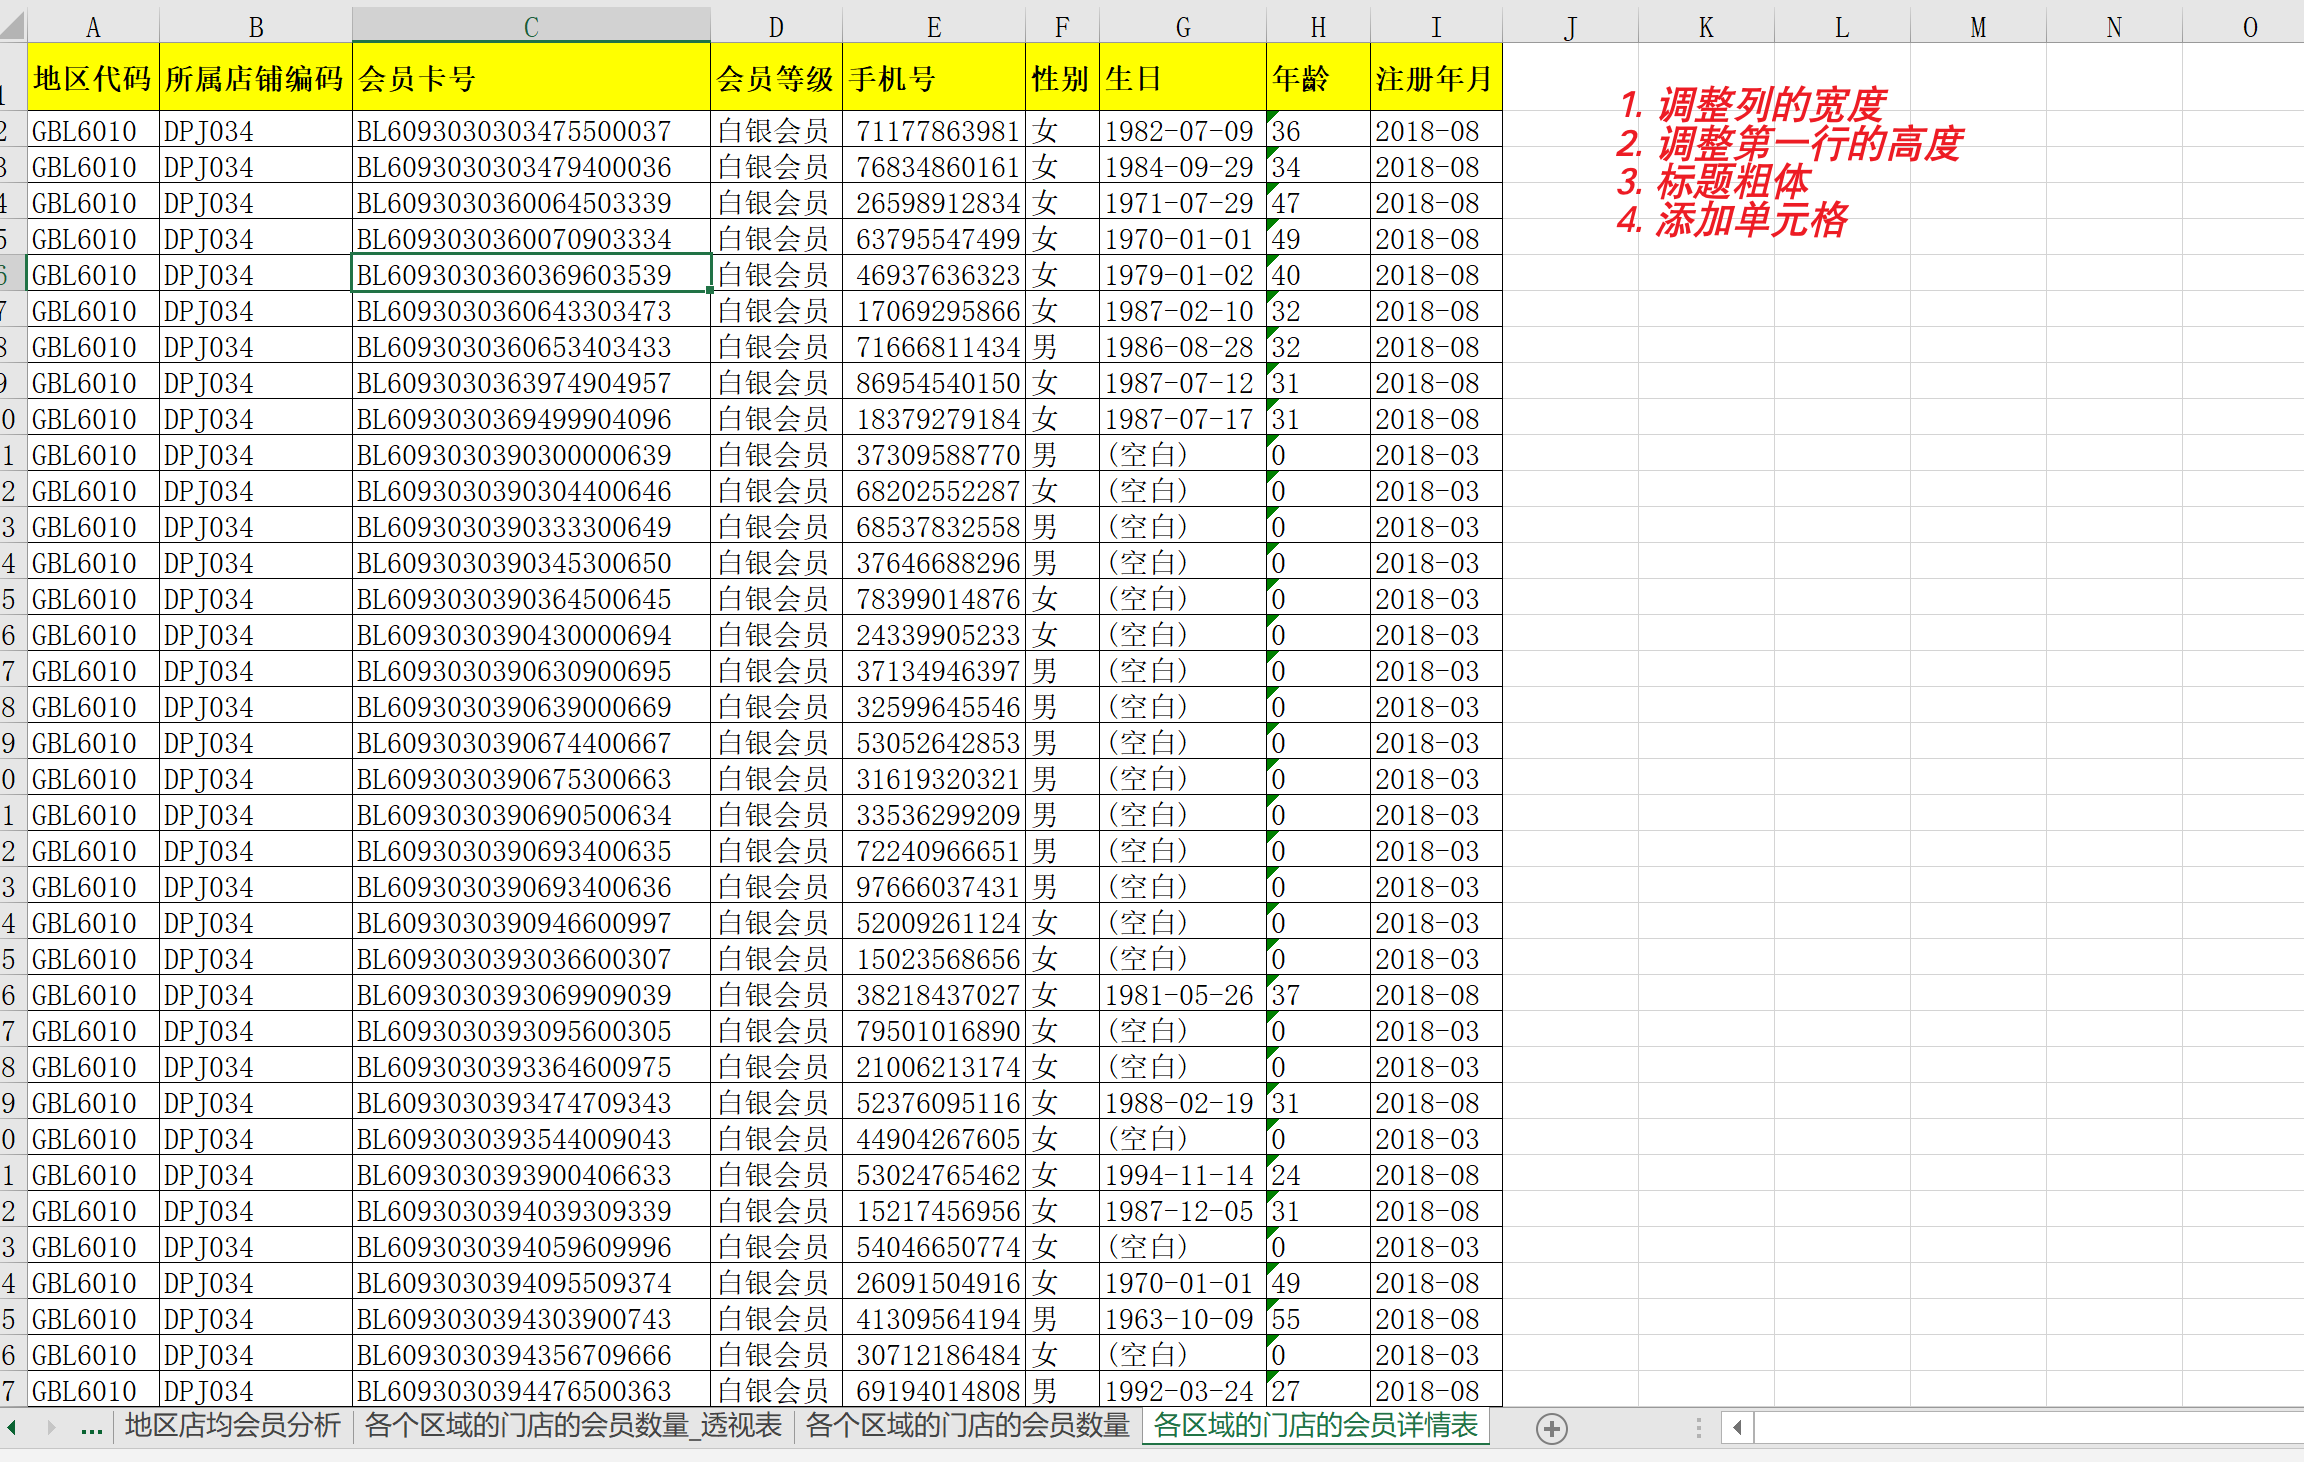 A B C D E F G H I J K L M N O
1 地区代码 所属店铺编码 会员卡号 会员等级 手机号 性别 生日 年龄 注册年月
2 GBL6010 DPJ034 BL6093030303475500037 白银会员 71177863981 女 1982-07-09 36 2018-08
3 GBL6010 DPJ034 BL6093030303479400036 白银会员 76834860161 女 1984-09-29 34 2018-08
4 GBL6010 DPJ034 BL6093030360064503339 白银会员 26598912834 女 1971-07-29 47 2018-08
5 GBL6010 DPJ034 BL6093030360070903334 白银会员 63795547499 女 1970-01-01 49 2018-08
6 GBL6010 DPJ034 BL6093030360369603539 白银会员 46937636323 女 1979-01-02 40 2018-08
7 GBL6010 DPJ034 BL6093030360643303473 白银会员 17069295866 女 1987-02-10 32 2018-08
8 GBL6010 DPJ034 BL6093030360653403433 白银会员 71666811434 男 1986-08-28 32 2018-08
9 GBL6010 DPJ034 BL6093030363974904957 白银会员 86954540150 女 1987-07-12 31 2018-08
0 GBL6010 DPJ034 BL6093030369499904096 白银会员 18379279184 女 1987-07-17 31 2018-08
1 GBL6010 DPJ034 BL6093030390300000639 白银会员 37309588770 男 (空白) 0 2018-03
2 GBL6010 DPJ034 BL6093030390304400646 白银会员 68202552287 女 (空白) 0 2018-03
3 GBL6010 DPJ034 BL6093030390333300649 白银会员 68537832558 男 (空白) 0 2018-03
4 GBL6010 DPJ034 BL6093030390345300650 白银会员 37646688296 男 (空白) 0 2018-03
5 GBL6010 DPJ034 BL6093030390364500645 白银会员 78399014876 女 (空白) 0 2018-03
6 GBL6010 DPJ034 BL6093030390430000694 白银会员 24339905233 女 (空白) 0 2018-03
7 GBL6010 DPJ034 BL6093030390630900695 白银会员 37134946397 男 (空白) 0 2018-03
8 GBL6010 DPJ034 BL6093030390639000669 白银会员 32599645546 男 (空白) 0 2018-03
9 GBL6010 DPJ034 BL6093030390674400667 白银会员 53052642853 男 (空白) 0 2018-03
0 GBL6010 DPJ034 BL6093030390675300663 白银会员 31619320321 男 (空白) 0 2018-03
1 GBL6010 DPJ034 BL6093030390690500634 白银会员 33536299209 男 (空白) 0 2018-03
2 GBL6010 DPJ034 BL6093030390693400635 白银会员 72240966651 男 (空白) 0 2018-03
3 GBL6010 DPJ034 BL6093030390693400636 白银会员 97666037431 男 (空白) 0 2018-03
4 GBL6010 DPJ034 BL6093030390946600997 白银会员 52009261124 女 (空白) 0 2018-03
5 GBL6010 DPJ034 BL6093030393036600307 白银会员 15023568656 女 (空白) 0 2018-03
6 GBL6010 DPJ034 BL6093030393069909039 白银会员 38218437027 女 1981-05-26 37 2018-08
7 GBL6010 DPJ034 BL6093030393095600305 白银会员 79501016890 女 (空白) 0 2018-03
8 GBL6010 DPJ034 BL6093030393364600975 白银会员 21006213174 女 (空白) 0 2018-03
9 GBL6010 DPJ034 BL6093030393474709343 白银会员 52376095116 女 1988-02-19 31 2018-08
0 GBL6010 DPJ034 BL6093030393544009043 白银会员 44904267605 女 (空白) 0 2018-03
1 GBL6010 DPJ034 BL6093030393900406633 白银会员 53024765462 女 1994-11-14 24 2018-08
2 GBL6010 DPJ034 BL6093030394039309339 白银会员 15217456956 女 1987-12-05 31 2018-08
3 GBL6010 DPJ034 BL6093030394059609996 白银会员 54046650774 女 (空白) 0 2018-03
4 GBL6010 DPJ034 BL6093030394095509374 白银会员 26091504916 女 1970-01-01 49 2018-08
5 GBL6010 DPJ034 BL6093030394303900743 白银会员 41309564194 男 1963-10-09 55 2018-08
6 GBL6010 DPJ034 BL6093030394356709666 白银会员 30712186484 女 (空白) 0 2018-03
7 GBL6010 DPJ034 BL6093030394476500363 白银会员 69194014808 男 1992-03-24 27 2018-08
1. 调整列的宽度
2. 调整第一行的高度
3. 标题粗体
4. 添加单元格
... 地区店均会员分析 各个区域的门店的会员数量_透视表 各个区域的门店的会员数量 各区域的门店的会员详情表